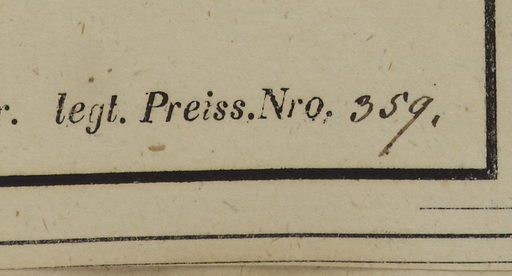 r. legt. Preiss. Nro. 359.